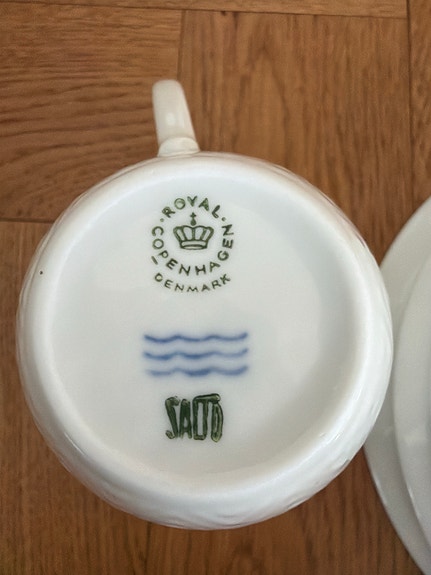 ROYAL
COPENHAGEN
DENMARK
SALTO